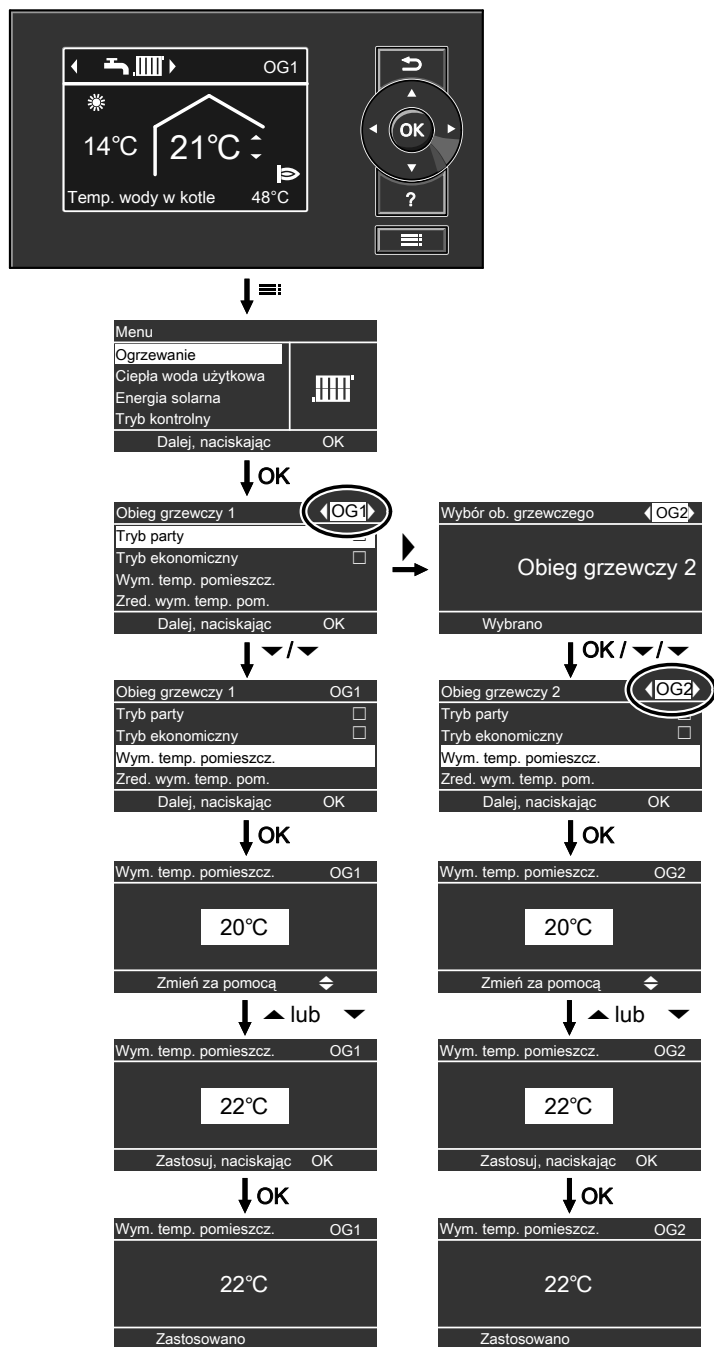 OG1
14°C 21°C
Temp. wody w kotle 48°C
OK
?
Menu
Ogrzewanie
Ciepła woda użytkowa
Energia solarna
Tryb kontrolny
Dalej, naciskając OK
OK
Obieg grzewczy 1 OG1
Tryb party
Tryb ekonomiczny
Wym. temp. pomieszcz.
Zred. wym. temp. pom.
Dalej, naciskając OK
Wybór ob. grzewczego OG2
Obieg grzewczy 2
Wybrano
/
OK / /
Obieg grzewczy 1 OG1
Tryb party
Tryb ekonomiczny
Wym. temp. pomieszcz.
Zred. wym. temp. pom.
Dalej, naciskając OK
Obieg grzewczy 2 OG2
Tryb party
Tryb ekonomiczny
Wym. temp. pomieszcz.
Zred. wym. temp. pom.
Dalej, naciskając OK
OK
OK
Wym. temp. pomieszcz. OG1
20°C
Zmień za pomocą
Wym. temp. pomieszcz. OG2
20°C
Zmień za pomocą
lub
lub
Wym. temp. pomieszcz. OG1
22°C
Zastosuj, naciskając OK
Wym. temp. pomieszcz. OG2
22°C
Zastosuj, naciskając OK
OK
OK
Wym. temp. pomieszcz. OG1
22°C
Zastosowano
Wym. temp. pomieszcz. OG2
22°C
Zastosowano